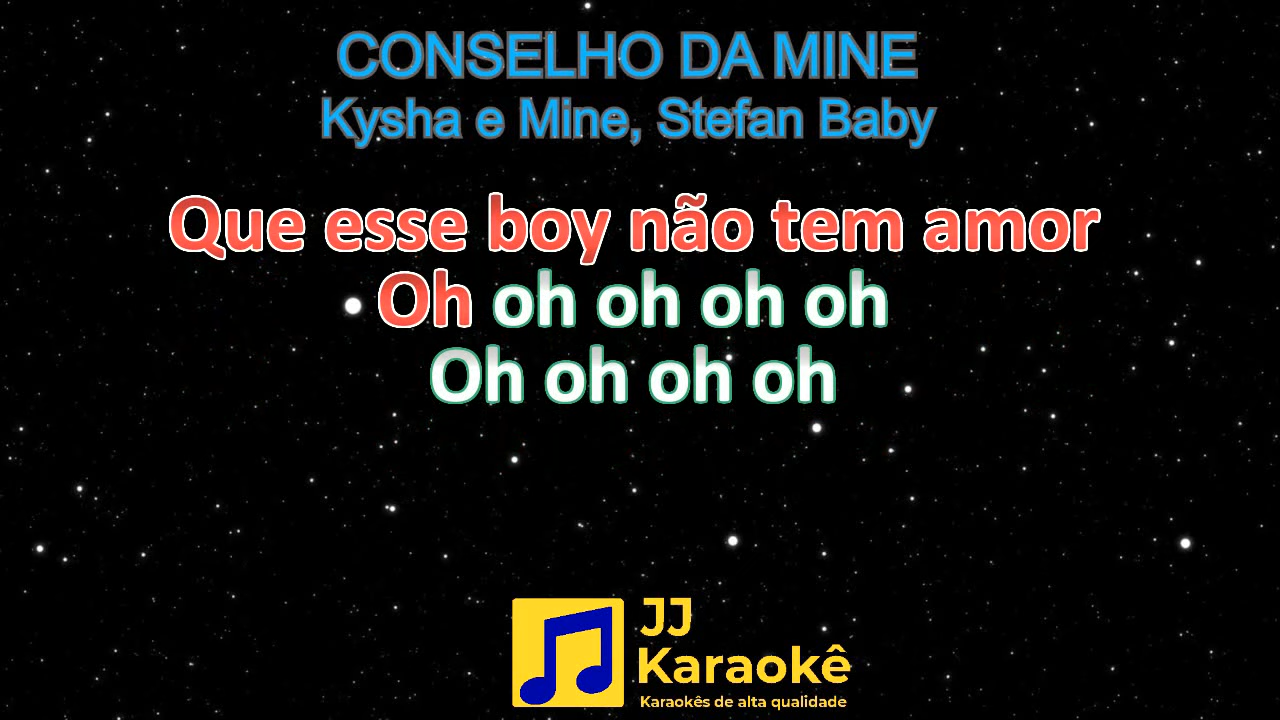 CONSELHO DA MINE
Kysha e Mine, Stefan Baby
Que esse boy não tem amor
Oh oh oh oh oh
Oh oh oh oh
JJ
Karaokê
Karaokês de alta qualidade